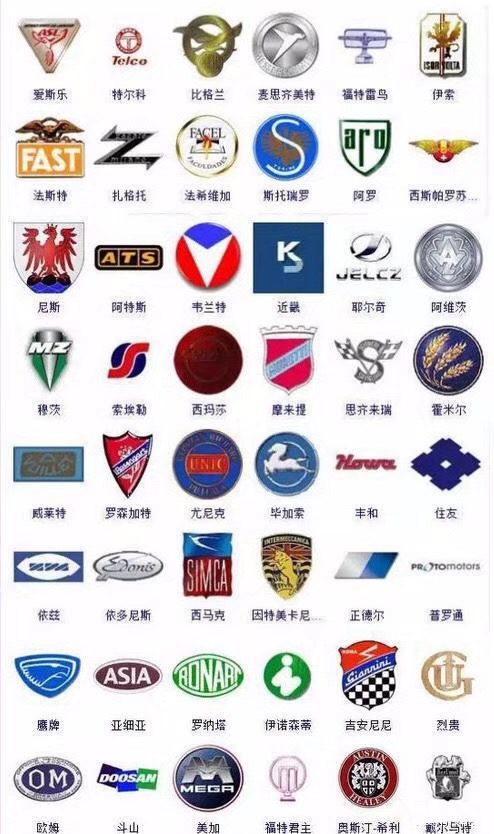 ASL
Telco
ISOR VOLTA
爱斯乐 特尔科 比格兰 麦思齐美特 福特雷鸟 伊索
FAST
FACEL
FACULDADES
aro
法斯特 扎格托 法希维加 斯托瑞罗 阿罗 西斯帕罗苏...
ATS
K
JELCZ
尼斯 阿特斯 韦兰特 近畿 耶尔奇 阿维茨
MZ
穆茨 索埃勒 西玛莎 摩来提 思齐来瑞 霍米尔
UNIC
Howa
威莱特 罗森加特 尤尼克 毕加索 丰和 住友
Edonis
SIMCA
INTERMECCANICA
PROTOMOTORS
依兹 依多尼斯 西马克 因特美卡尼... 正德尔 普罗通
ASIA
RONART
Giannini
鹰牌 亚细亚 罗纳塔 伊诺森蒂 吉安尼尼 烈贵
OM
DOOSAN
MEGA
AUSTIN
HEALEY
欧姆 斗山 美加 福特君主 奥斯汀-希利